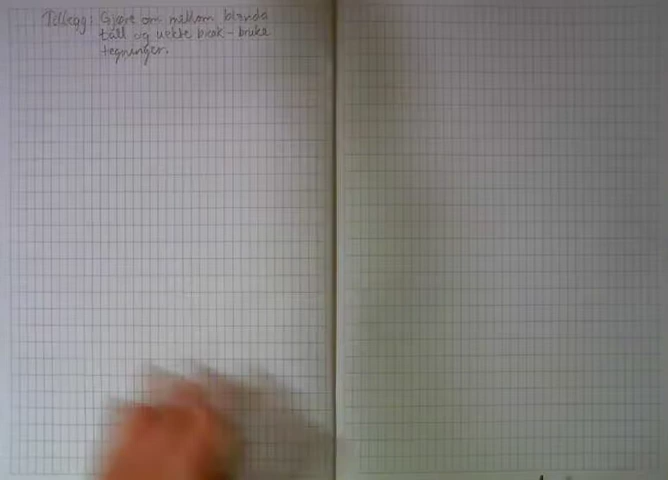 Tillegg: Gjøre om mellom blanda
tall og uekte brøk – bruke
tegninger.